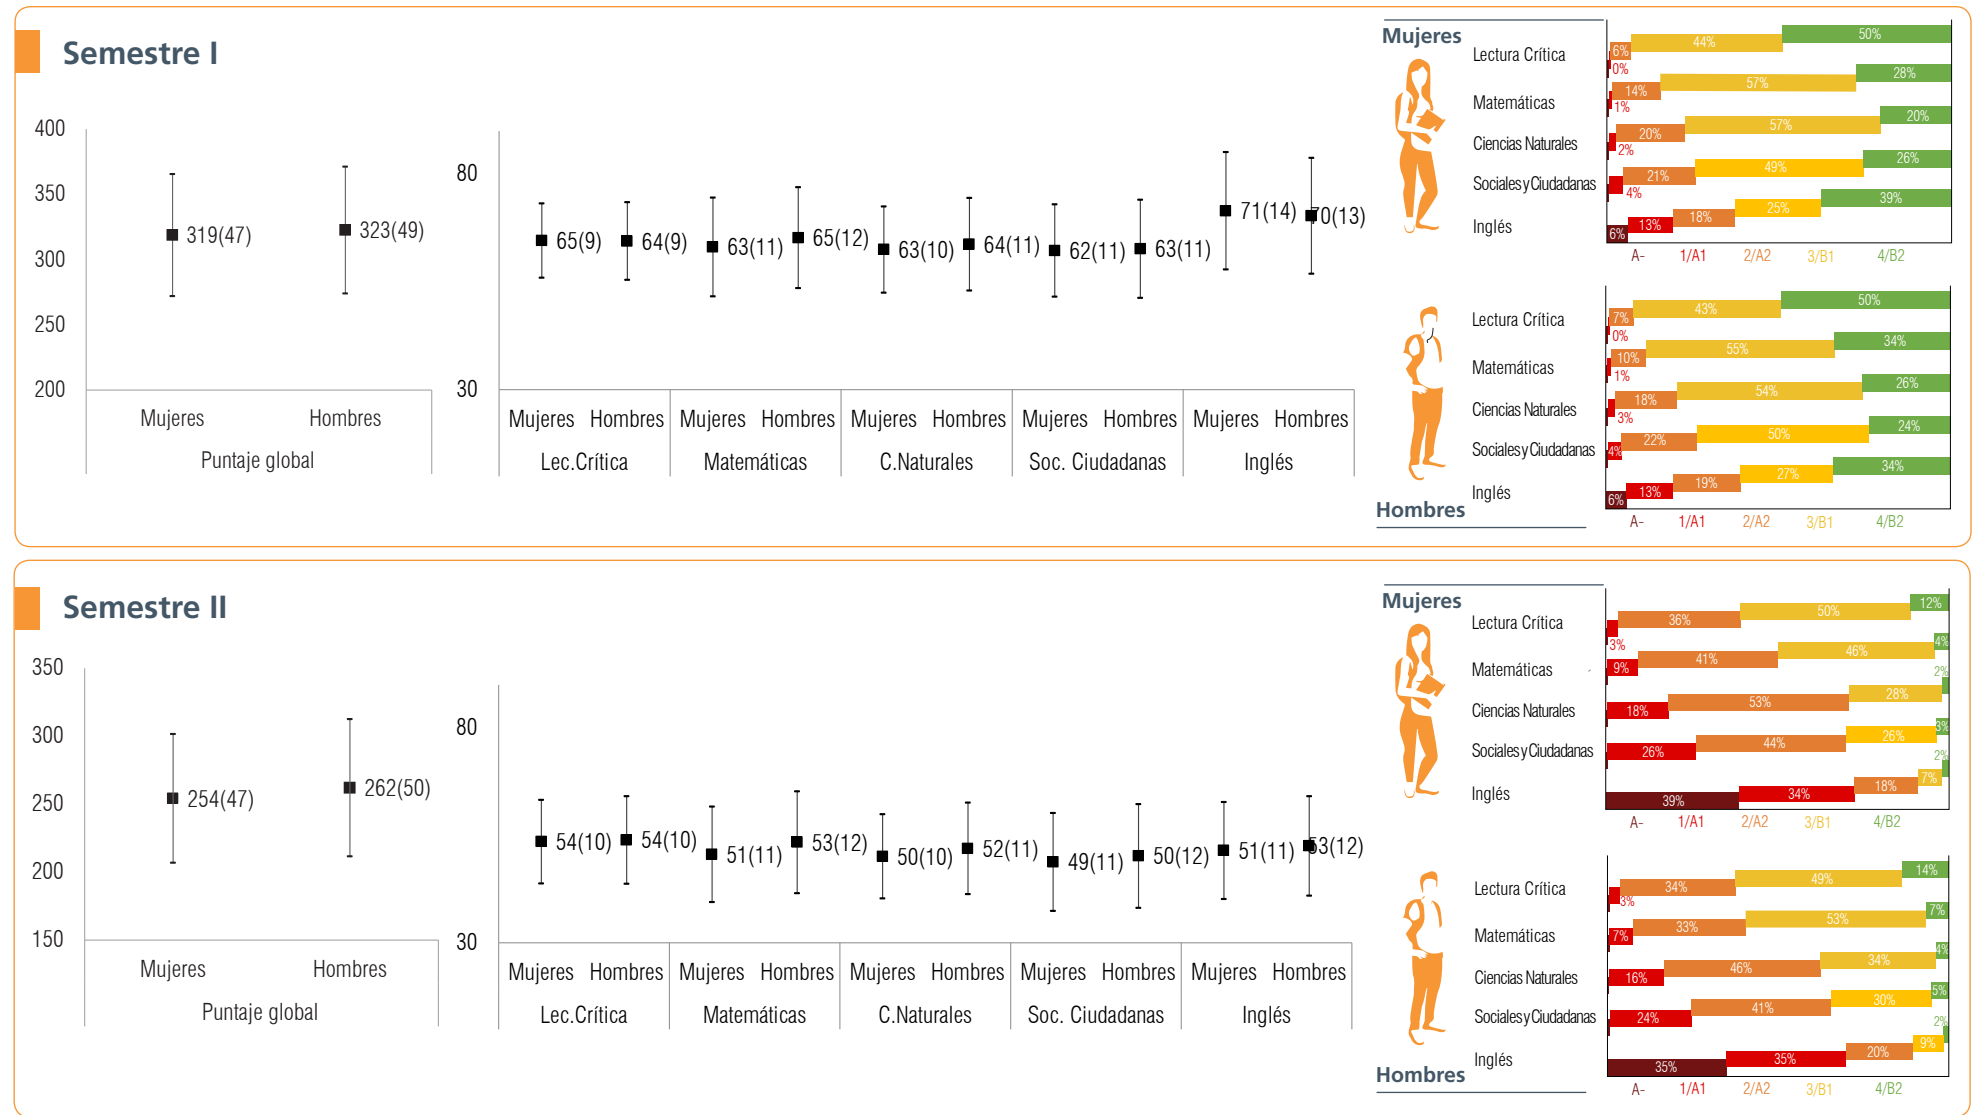 Semestre I
400
350
300
250
200
319(47)
323(49)
Mujeres Hombres
Puntaje global
80
30
65(9) 64(9) 63(11) 65(12) 63(10) 64(11) 62(11) 63(11) 71(14) 70(13)
Mujeres Hombres Mujeres Hombres Mujeres Hombres Mujeres Hombres Mujeres Hombres
Lec.Crítica Matemáticas C.Naturales Soc. Ciudadanas Inglés
Mujeres
Lectura Crítica 0% 6% 44% 50%
Matemáticas 1% 14% 57% 28%
Ciencias Naturales 2% 20% 57% 20%
Sociales y Ciudadanas 4% 21% 49% 26%
Inglés 6% 13% 18% 25% 39%
A- 1/A1 2/A2 3/B1 4/B2
Lectura Crítica 0% 7% 43% 50%
Matemáticas 1% 10% 55% 34%
Ciencias Naturales 3% 18% 54% 26%
Sociales y Ciudadanas 4% 22% 50% 24%
Inglés 6% 13% 19% 27% 34%
Hombres
A- 1/A1 2/A2 3/B1 4/B2
Semestre II
350
300
250
200
150
254(47)
262(50)
Mujeres Hombres
Puntaje global
80
30
54(10) 54(10) 51(11) 53(12) 50(10) 52(11) 49(11) 50(12) 51(11) 53(12)
Mujeres Hombres Mujeres Hombres Mujeres Hombres Mujeres Hombres Mujeres Hombres
Lec.Crítica Matemáticas C.Naturales Soc. Ciudadanas Inglés
Mujeres
Lectura Crítica 3% 36% 50% 12%
Matemáticas 9% 41% 46% 4%
Ciencias Naturales 18% 53% 28% 2%
Sociales y Ciudadanas 26% 44% 26% 3%
Inglés 39% 34% 18% 7% 2%
A- 1/A1 2/A2 3/B1 4/B2
Lectura Crítica 3% 34% 49% 14%
Matemáticas 7% 33% 53% 7%
Ciencias Naturales 16% 46% 34% 4%
Sociales y Ciudadanas 24% 41% 30% 5%
Inglés 35% 35% 20% 9% 2%
Hombres
A- 1/A1 2/A2 3/B1 4/B2